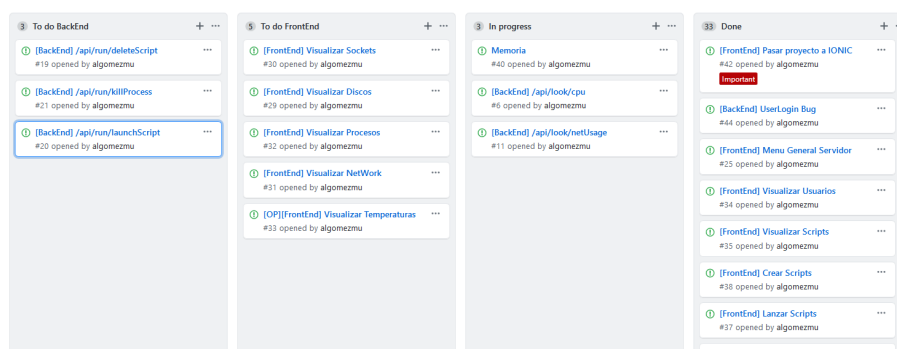 3 To do BackEnd
[BackEnd] /api/run/deleteScript
#19 opened by algomezmu
[BackEnd] /api/run/killProcess
#21 opened by algomezmu
[BackEnd] /api/run/launchScript
#20 opened by algomezmu
5 To do FrontEnd
[FrontEnd] Visualizar Sockets
#30 opened by algomezmu
[FrontEnd] Visualizar Discos
#29 opened by algomezmu
[FrontEnd] Visualizar Procesos
#32 opened by algomezmu
[FrontEnd] Visualizar NetWork
#31 opened by algomezmu
[OP][FrontEnd] Visualizar Temperaturas
#33 opened by algomezmu
3 In progress
Memoria
#40 opened by algomezmu
[BackEnd] /api/look/cpu
#6 opened by algomezmu
[BackEnd] /api/look/netUsage
#11 opened by algomezmu
33 Done
[FrontEnd] Pasar proyecto a IONIC
#42 opened by algomezmu
Important
[BackEnd] UserLogin Bug
#44 opened by algomezmu
[FrontEnd] Menu General Servidor
#25 opened by algomezmu
[FrontEnd] Visualizar Usuarios
#34 opened by algomezmu
[FrontEnd] Visualizar Scripts
#35 opened by algomezmu
[FrontEnd] Crear Scripts
#38 opened by algomezmu
[FrontEnd] Lanzar Scripts
#37 opened by algomezmu